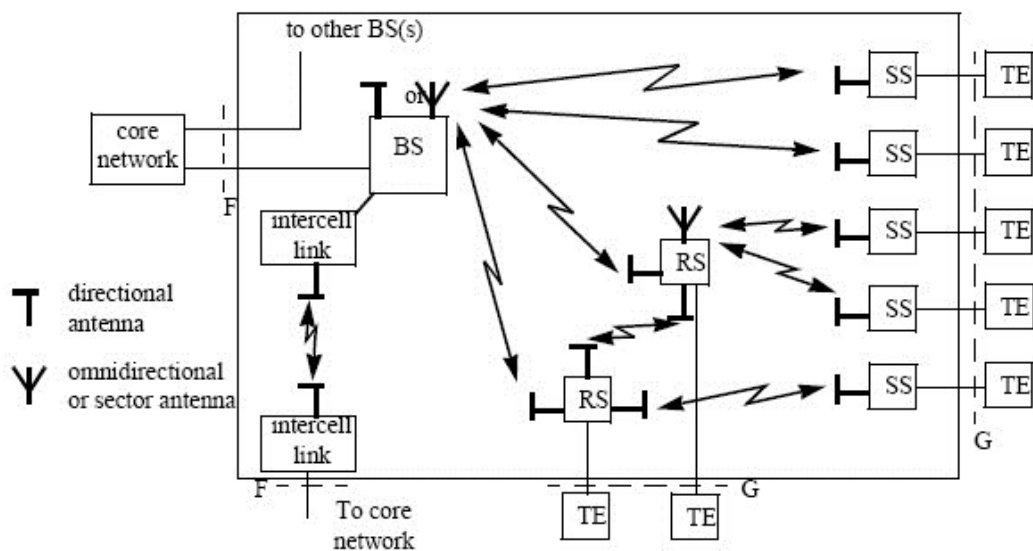 to other BS(s)
or
core
network
BS
F
intercell
link
directional
antenna
omnidirectional
or sector antenna
intercell
link
F
To core
network
RS
RS
TE
TE
G
SS
TE
SS
TE
SS
TE
SS
TE
SS
TE
G